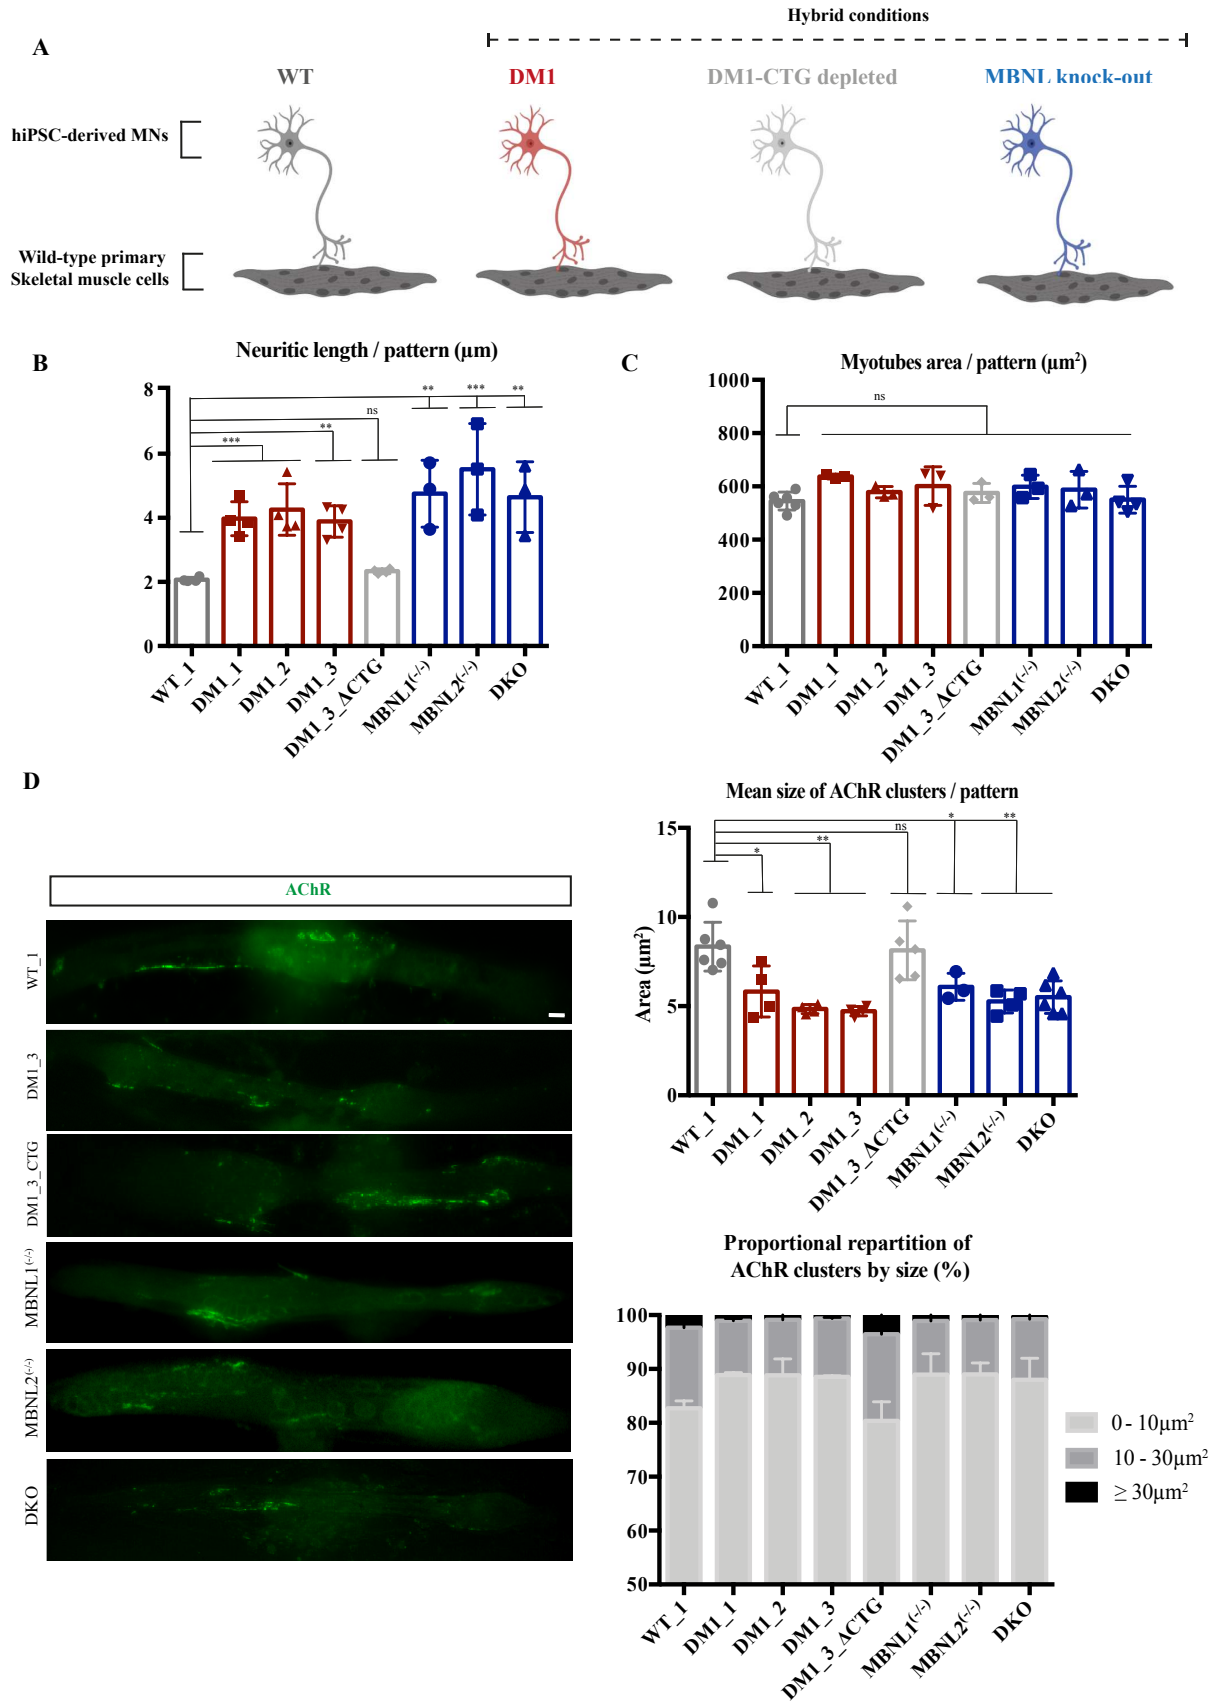 Hybrid conditions
A
WT
DM1
DM1-CTG depleted
MBNL knock-out
hiPSC-derived MNs
Wild-type primary
Skeletal muscle cells
B
Neuritic length / pattern (µm)
8
6
4
2
0
***
**
ns
**
***
**
WT_1
DM1_1
DM1_2
DM1_3
DM1_3_ΔCTG
MBNL1(-/-)
MBNL2(-/-)
DKO
C
Myotubes area / pattern (µm²)
1000
800
600
400
200
0
ns
WT_1
DM1_1
DM1_2
DM1_3
DM1_3_ΔCTG
MBNL1(-/-)
MBNL2(-/-)
DKO
D
AChR
WT_1
DM1_3
DM1_3_CTG
MBNL1(-/-)
MBNL2(-/-)
DKO
Mean size of AChR clusters / pattern
Area (µm²)
15
10
5
0
*
**
ns
*
**
WT_1
DM1_1
DM1_2
DM1_3
DM1_3_ΔCTG
MBNL1(-/-)
MBNL2(-/-)
DKO
Proportional repartition of
AChR clusters by size (%)
100
90
80
70
60
50
WT_1
DM1_1
DM1_2
DM1_3
DM1_3_ΔCTG
MBNL1(-/-)
MBNL2(-/-)
DKO
0 - 10µm²
10 - 30µm²
≥ 30µm²